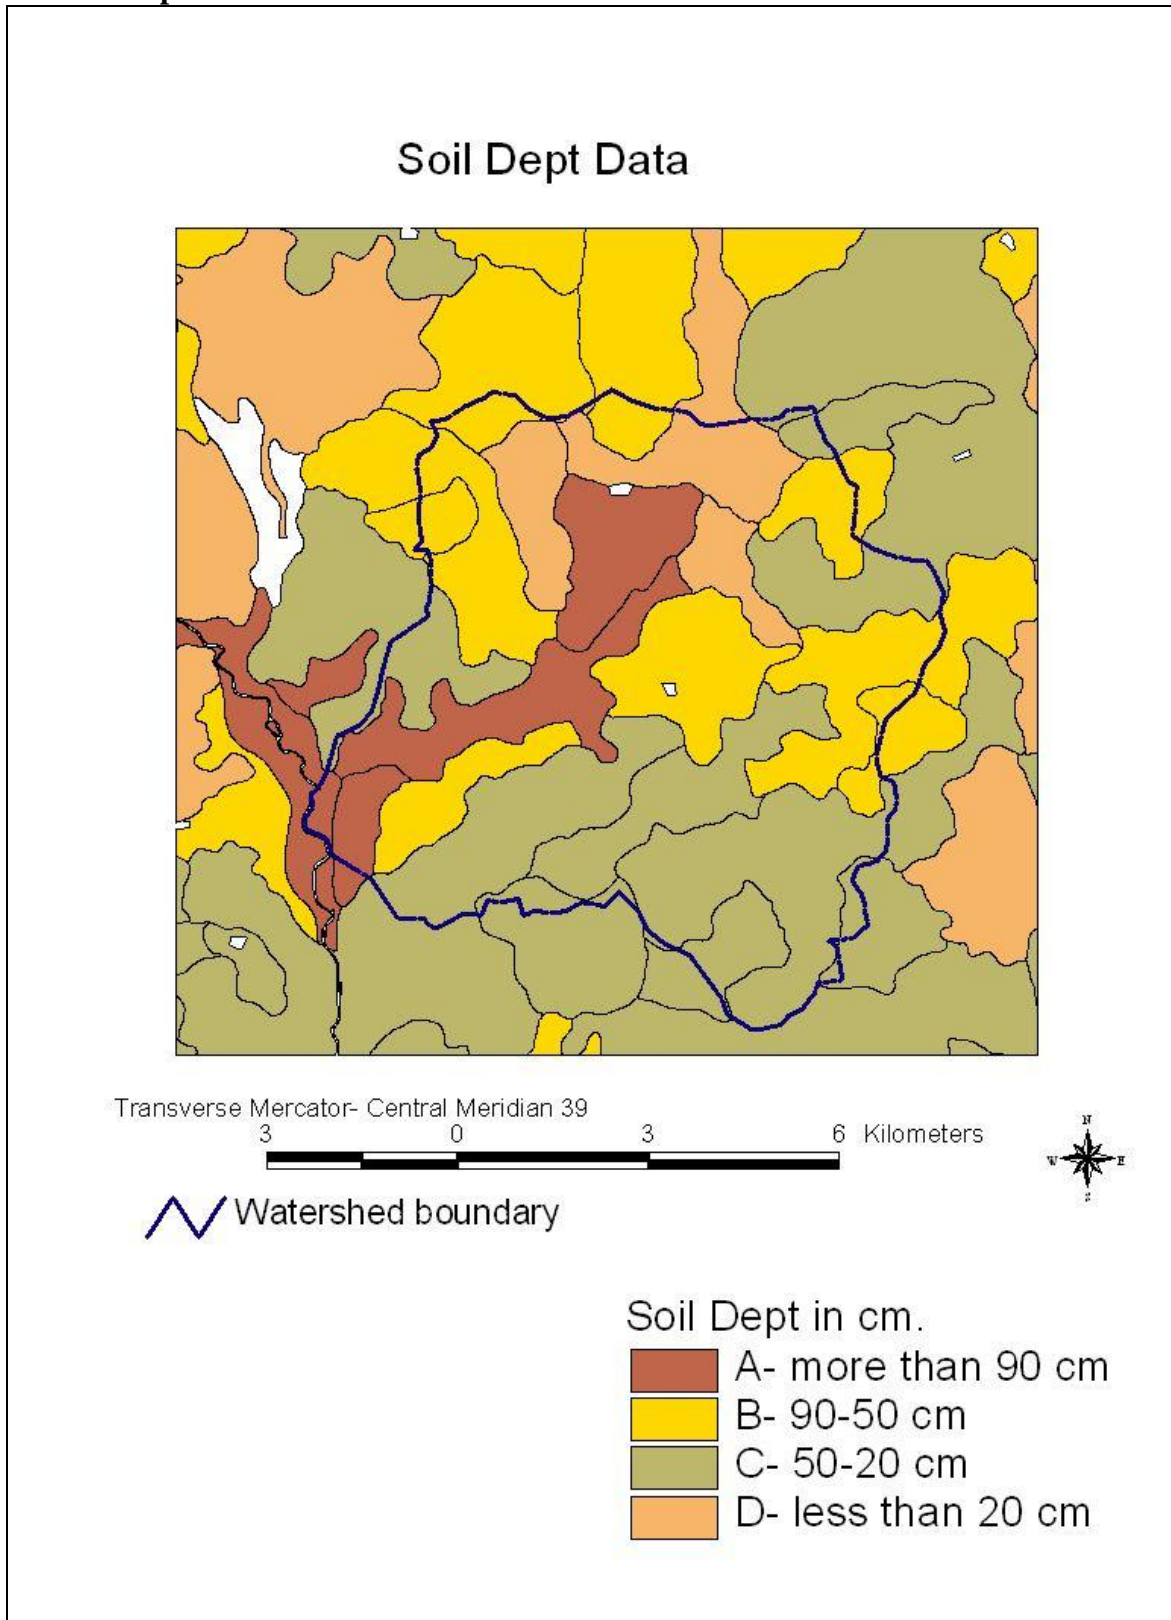 Soil Dept Data
Transverse Mercator- Central Meridian 39
3 0 3 6 Kilometers
N
W E
S
Watershed boundary
Soil Dept in cm.
A- more than 90 cm
B- 90-50 cm
C- 50-20 cm
D- less than 20 cm